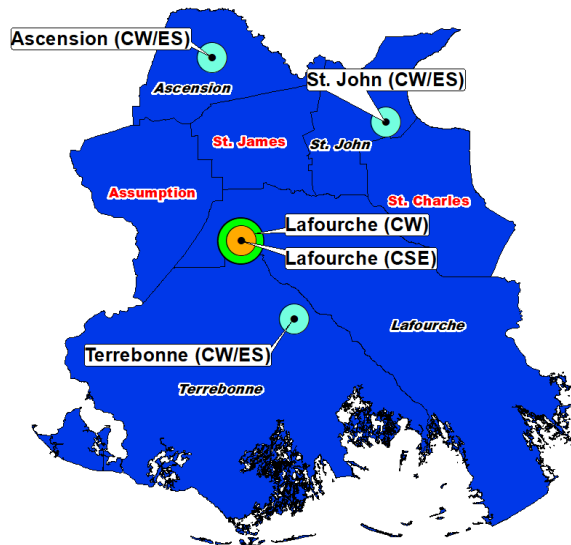 Ascension (CW/ES)
St. John (CW/ES)
Ascension
St. James
St. John
Assumption
St. Charles
Lafourche (CW)
Lafourche (CSE)
Lafourche
Terrebonne (CW/ES)
Terrebonne